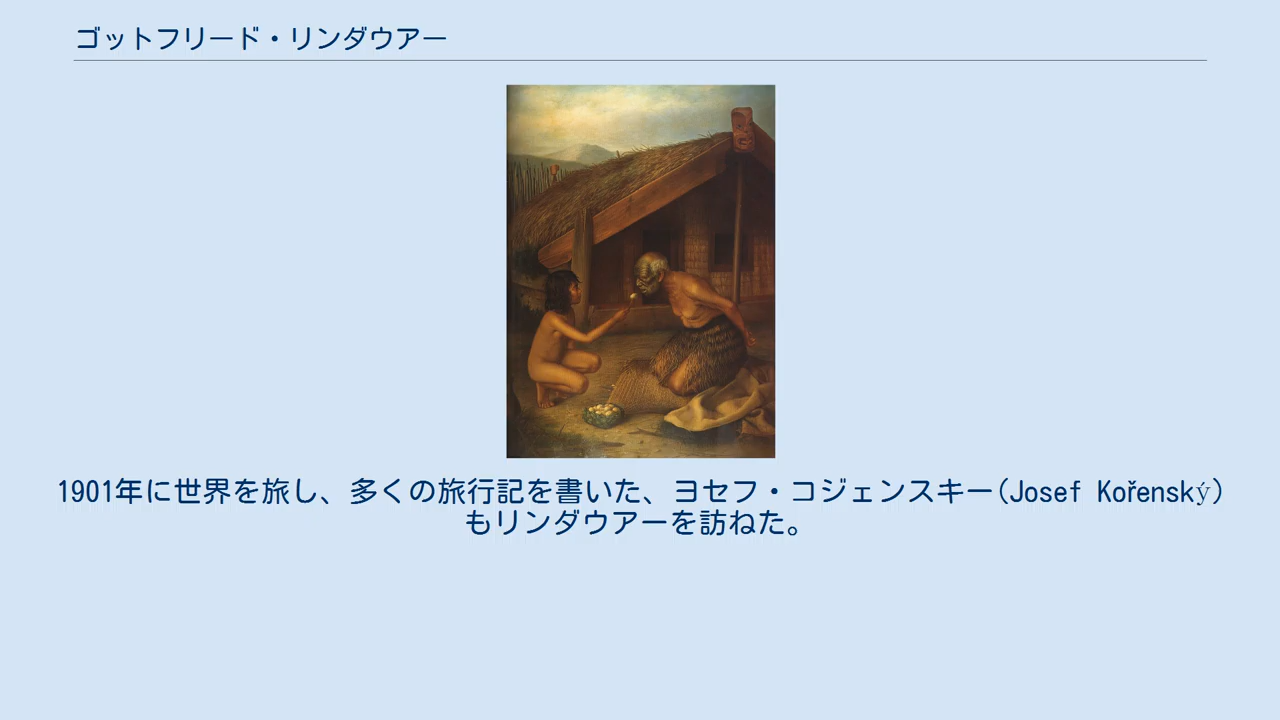 ゴットフリード・リンダウアー
1901年に世界を旅し、多くの旅行記を書いた、ヨセフ・コジェンスキー(Josef Kořenský)
もリンダウアーを訪ねた。